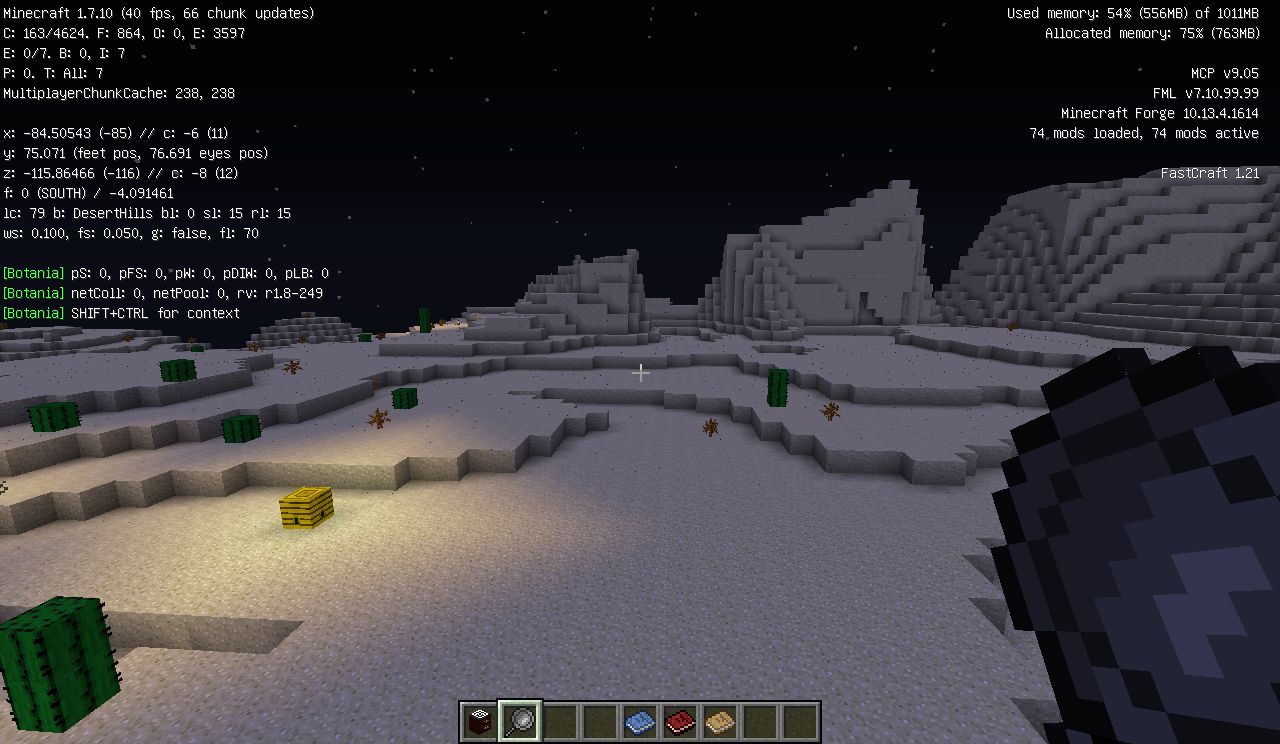 Minecraft 1.7.10 (40 fps, 66 chunk updates)
C: 163/4624. F: 864, O: 0, E: 3597
E: 0/7. B: 0, I: 7
P: 0. T: All: 7
MultiplayerChunkCache: 238, 238
x: -84.50543 (-85) // c: -6 (11)
y: 75.071 (feet pos, 76.691 eyes pos)
z: -115.86466 (-116) // c: -8 (12)
f: 0 (SOUTH) / -4.091461
lc: 79 b: DesertHills bl: 0 sl: 15 rl: 15
ws: 0.100, fs: 0.050, g: false, fl: 70
[Botania] pS: 0, pFS: 0, pW: 0, pDIW: 0, pLB: 0
[Botania] netColl: 0, netPool: 0, rv: r1.8-249
[Botania] SHIFT+CTRL for context
Used memory: 54% (556MB) of 1011MB
Allocated memory: 75% (763MB)
MCP v9.05
FML v7.10.99.99
Minecraft Forge 10.13.4.1614
74 mods loaded, 74 mods active
FastCraft 1.21